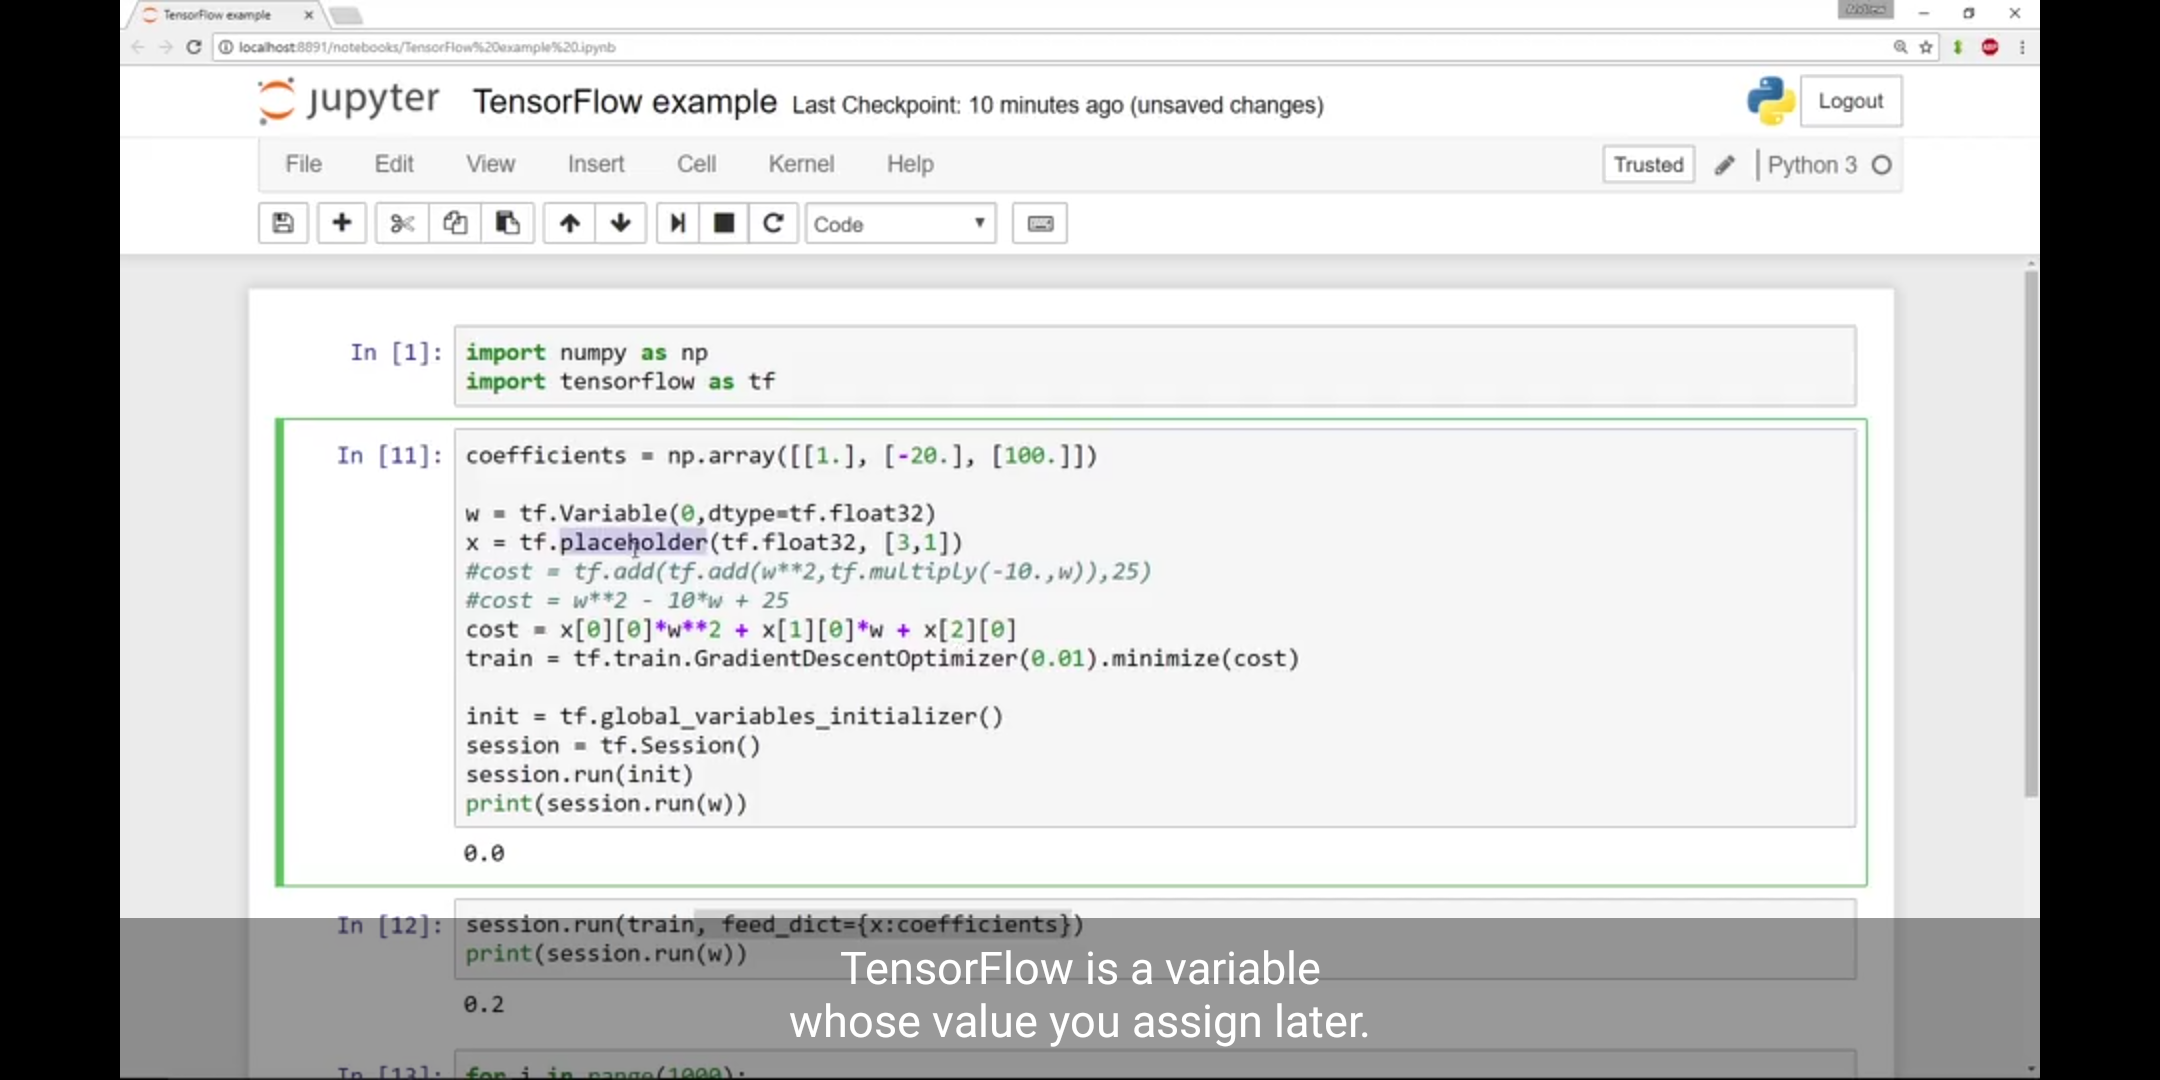 TensorFlow example
localhost:8891/notebooks/TensorFlow%20example%20.ipynb
ABP
jupyter TensorFlow example Last Checkpoint: 10 minutes ago (unsaved changes)
Logout
File Edit View Insert Cell Kernel Help
Trusted Python 3
Code
In [1]: import numpy as np
import tensorflow as tf
In [11]: coefficients = np.array([[1.], [-20.], [100.]])
w = tf.Variable(0,dtype=tf.float32)
x = tf.placeholder(tf.float32, [3,1])
#cost = tf.add(tf.add(w**2,tf.multiply(-10.,w)),25)
#cost = w**2 - 10*w + 25
cost = x[0][0]*w**2 + x[1][0]*w + x[2][0]
train = tf.train.GradientDescentOptimizer(0.01).minimize(cost)
init = tf.global_variables_initializer()
session = tf.Session()
session.run(init)
print(session.run(w))
0.0
In [12]: session.run(train, feed_dict={x:coefficients})
print(session.run(w))
0.2
TensorFlow is a variable
whose value you assign later.
In [13]: for i in range(1000):